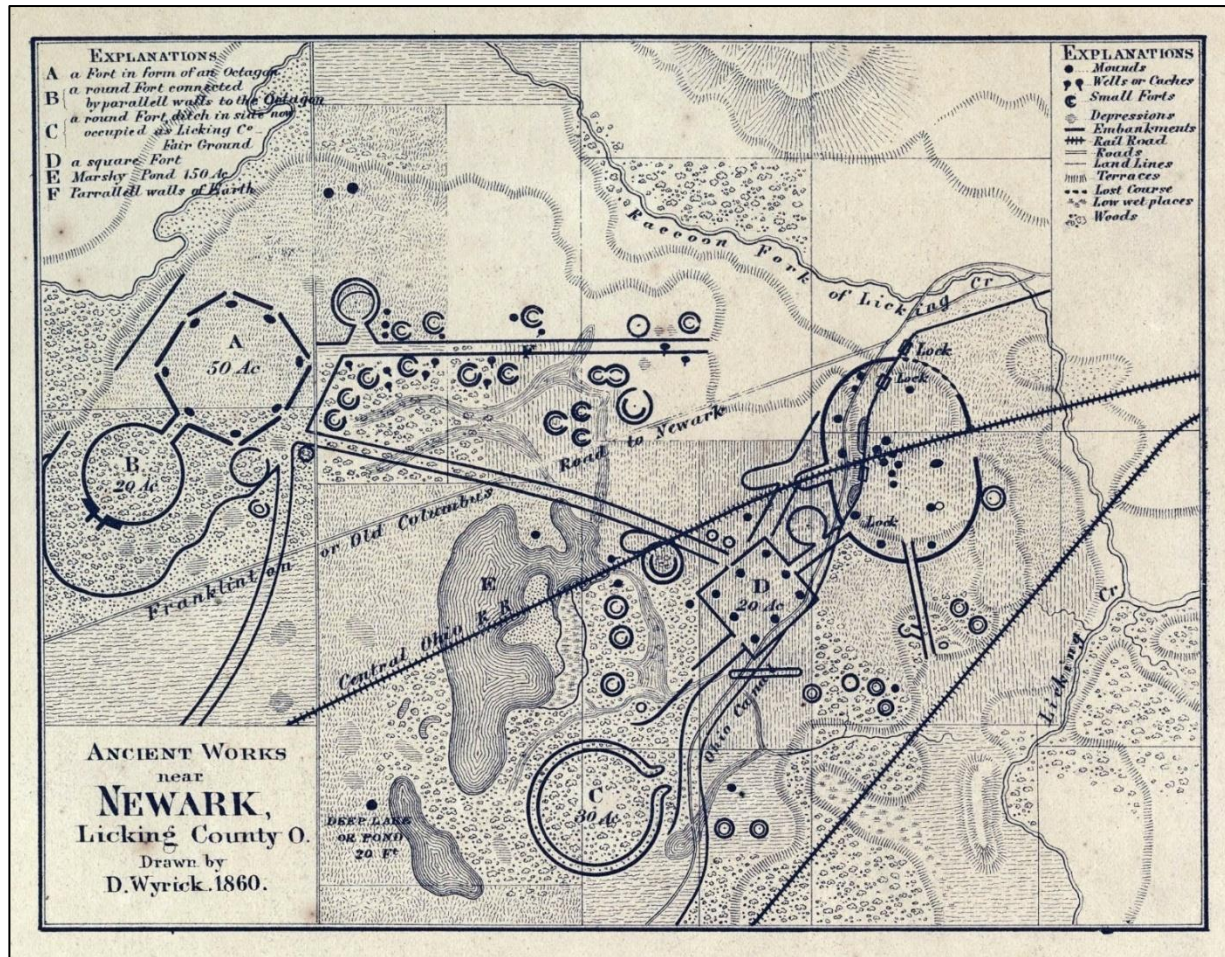 EXPLANATIONS
A a Fort in form of an Octagon
B a round Fort connected
by parallell walls to the Octagon
C a round Fort ditch in side now
occupied as Licking Co
Fair Ground
D a square Fort
E Marshy Pond 150 Ac
F Parrallell walls of Earth
EXPLANATIONS
Mounds
Wells or Caches
Small Forts
Depressions
Embankments
Rail Road
Roads
Land Lines
Terraces
Lost Course
Low wet places
Woods
Raccoon Fork of Licking Cr
A
50 Ac
F
Lock
Lock
B
20 Ac
Road to Newark
Franklinton or Old Columbus
Lock
E
D
20 Ac
Central Ohio R R
Licking Cr
Ohio Canal
C
30 Ac
DEEP LAKE
OR POND
20 Ft
ANCIENT WORKS
near
NEWARK,
Licking County O.
Drawn by
D. Wyrick. 1860.